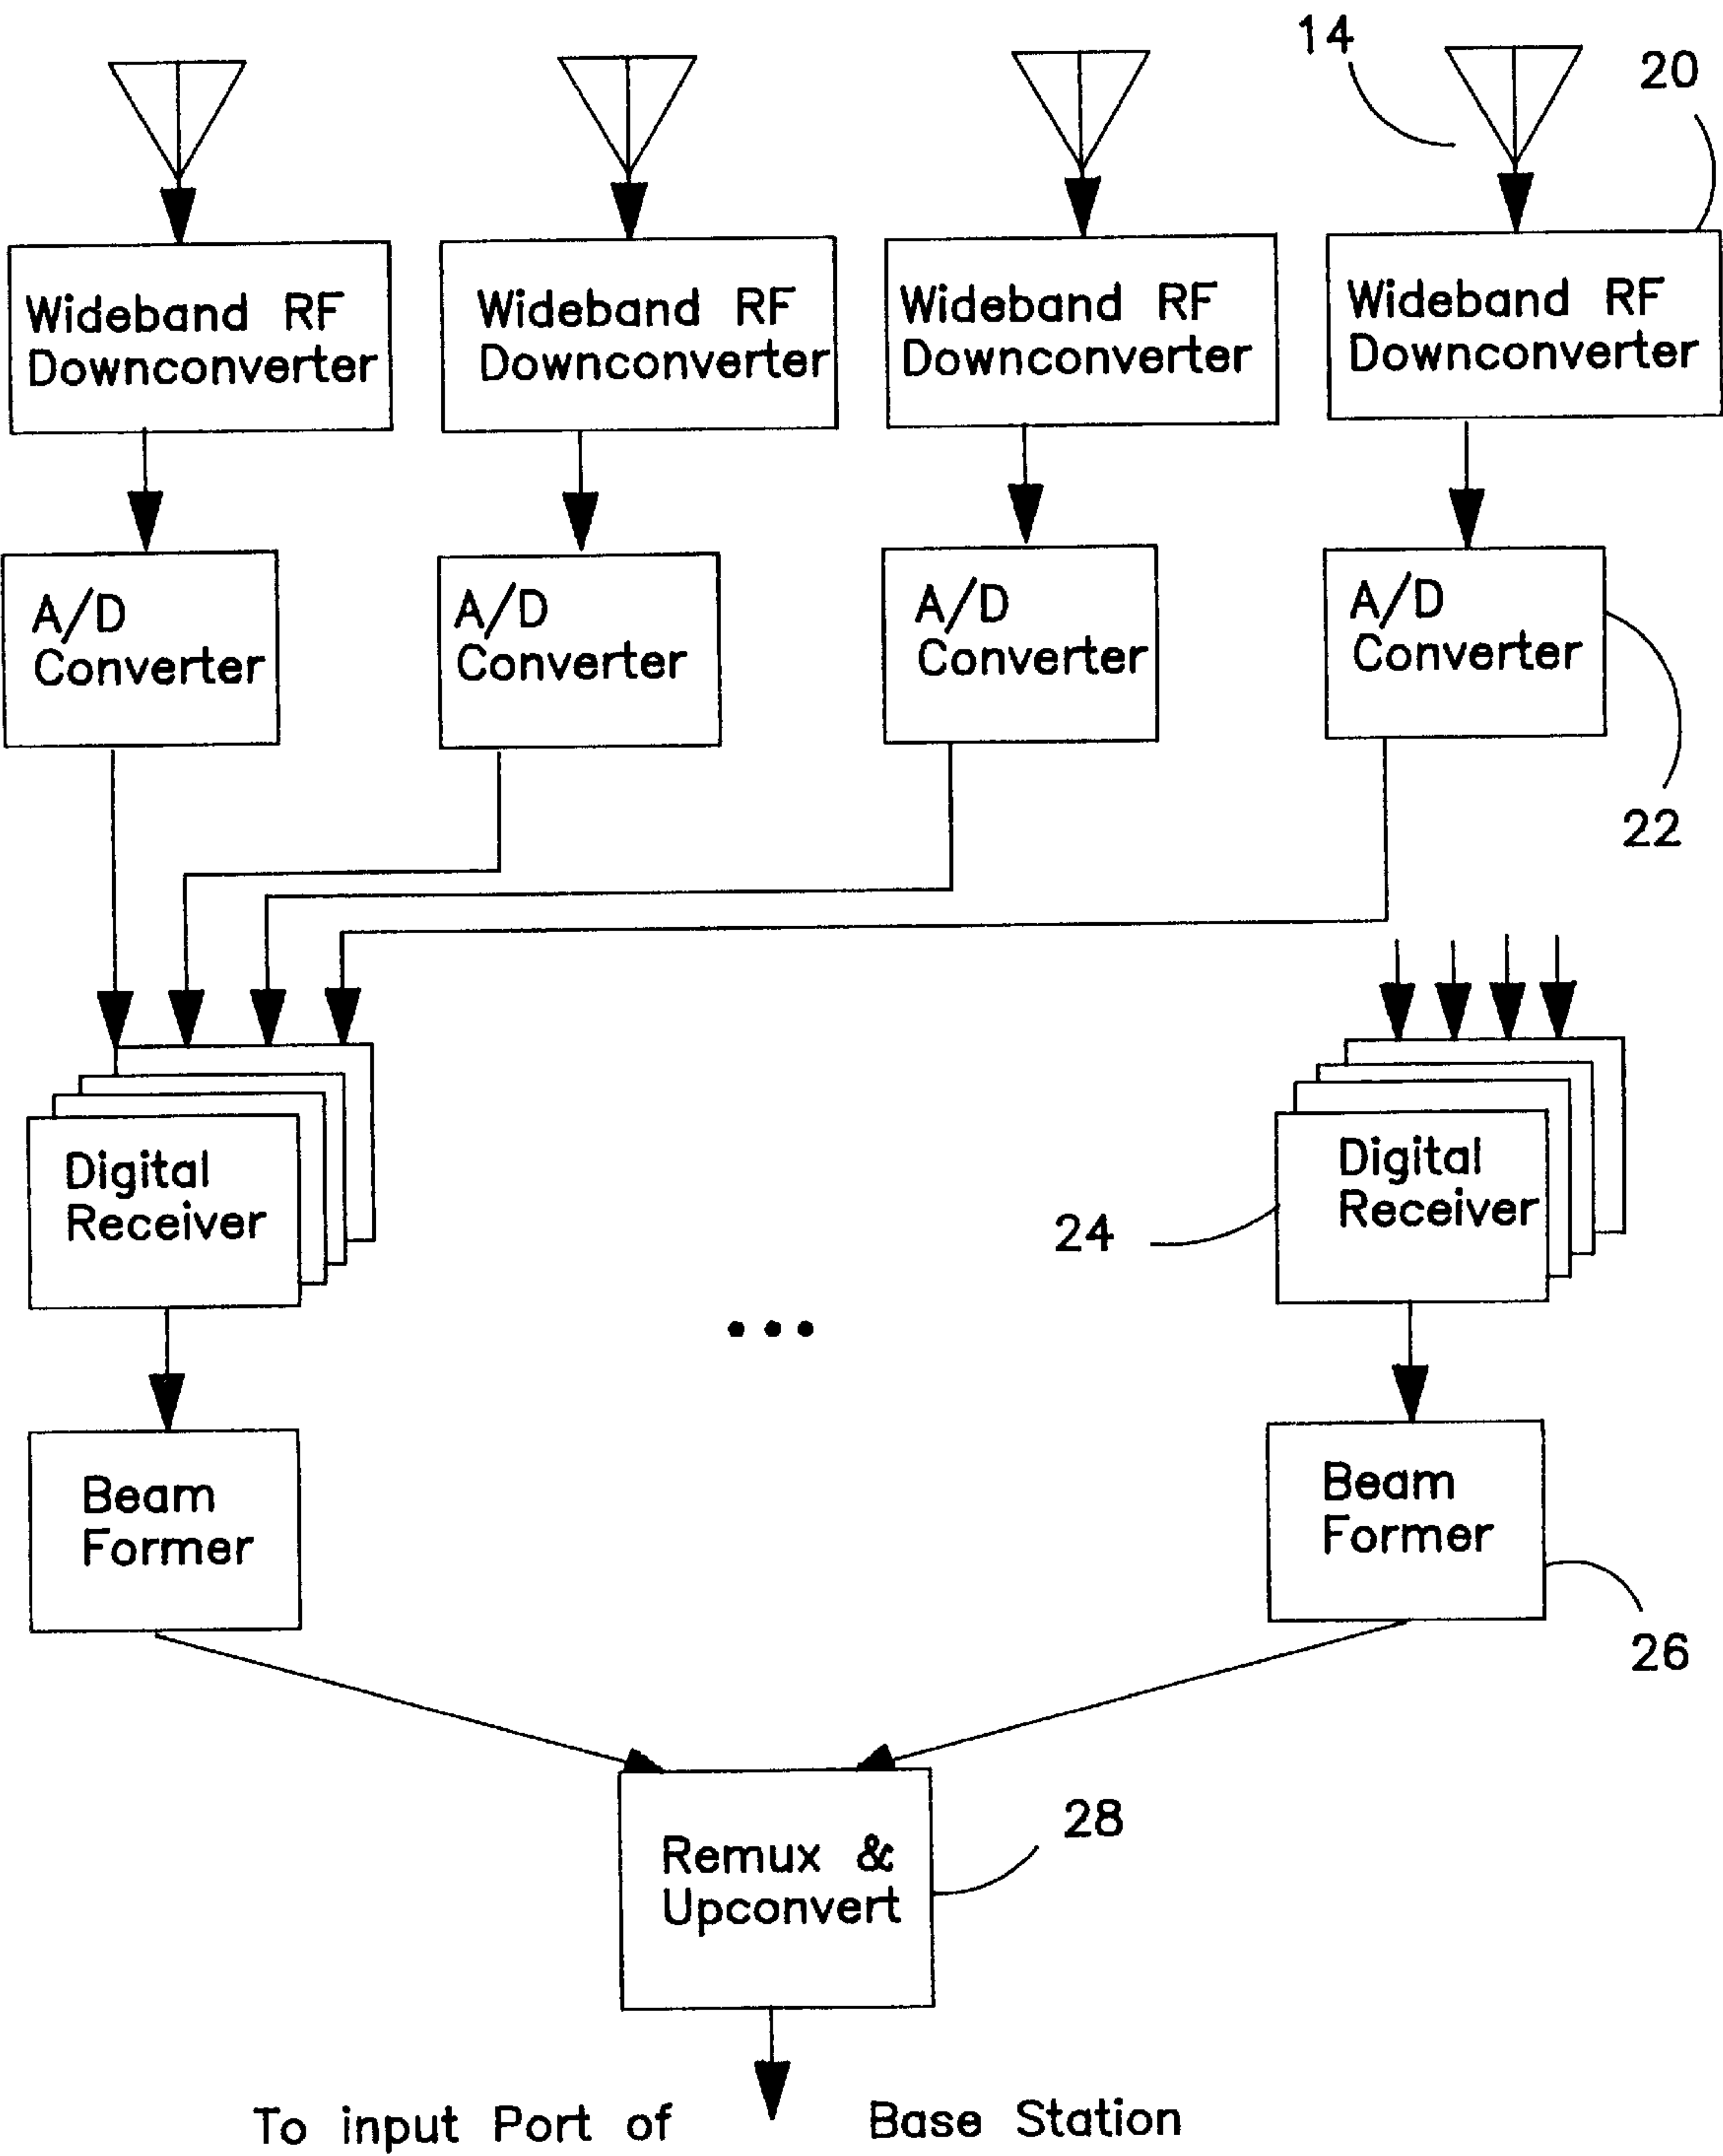 14
20
Wideband RF
Downconverter
Wideband RF
Downconverter
Wideband RF
Downconverter
Wideband RF
Downconverter
A/D
Converter
A/D
Converter
A/D
Converter
A/D
Converter
22
Digital
Receiver
24
Digital
Receiver
Beam
Former
Beam
Former
26
28
Remux &
Upconvert
To input Port of Base Station